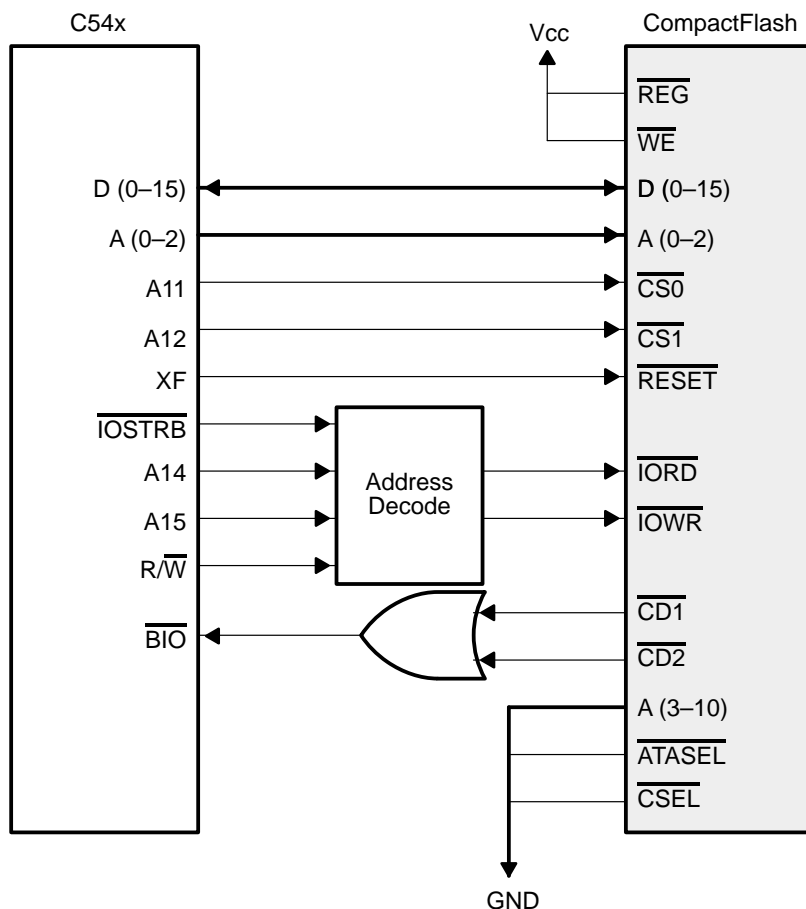 C54x
CompactFlash
Vcc
REG
WE
D (0–15)
D (0–15)
A (0–2)
A (0–2)
A11
CS0
A12
CS1
XF
RESET
IOSTRB
A14
Address
Decode
IORD
A15
IOWR
R/W
CD1
BIO
CD2
A (3–10)
ATASEL
CSEL
GND